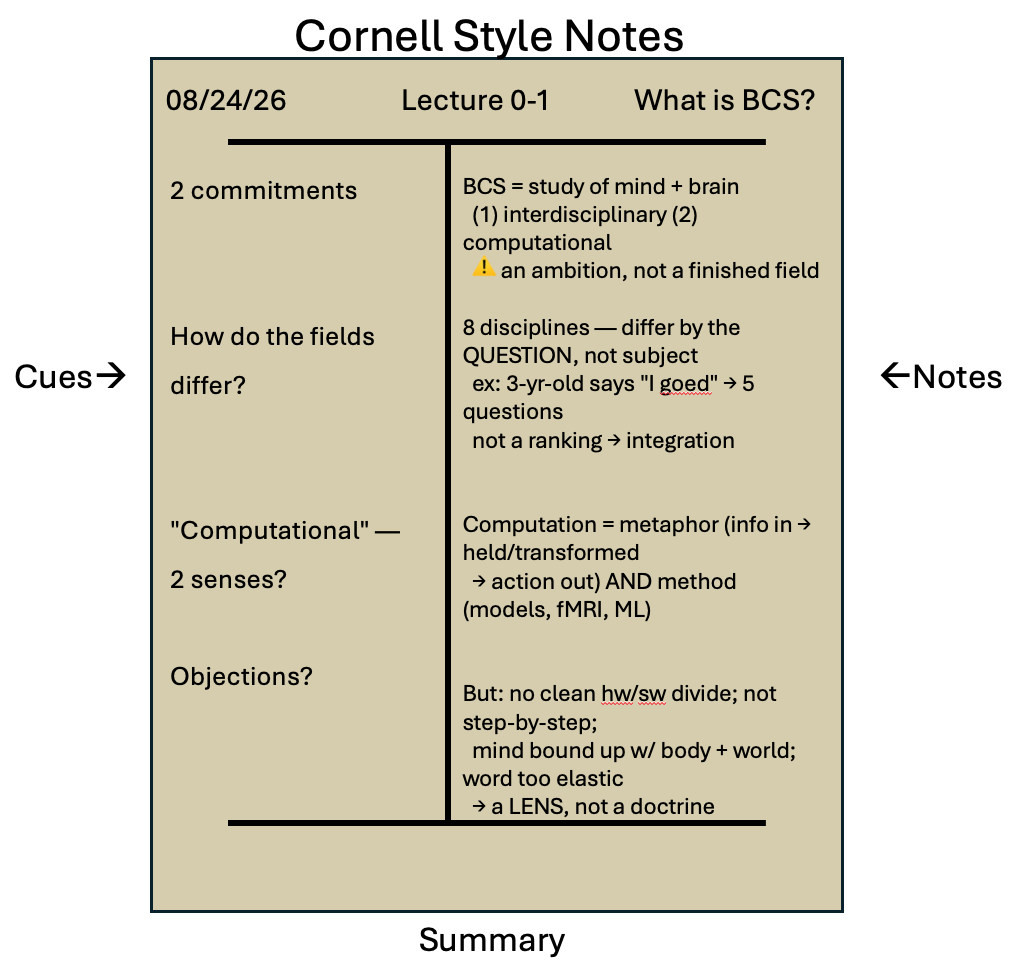 Cornell Style Notes
08/24/26 Lecture 0-1 What is BCS?
2 commitments
BCS = study of mind + brain
(1) interdisciplinary (2)
computational
⚠️ an ambition, not a finished field
How do the fields
differ?
8 disciplines — differ by the
QUESTION, not subject
ex: 3-yr-old says "I goed" → 5
questions
not a ranking → integration
Cues→
←Notes
"Computational" —
2 senses?
Computation = metaphor (info in →
held/transformed
→ action out) AND method
(models, fMRI, ML)
Objections?
But: no clean hw/sw divide; not
step-by-step;
mind bound up w/ body + world;
word too elastic
→ a LENS, not a doctrine
Summary